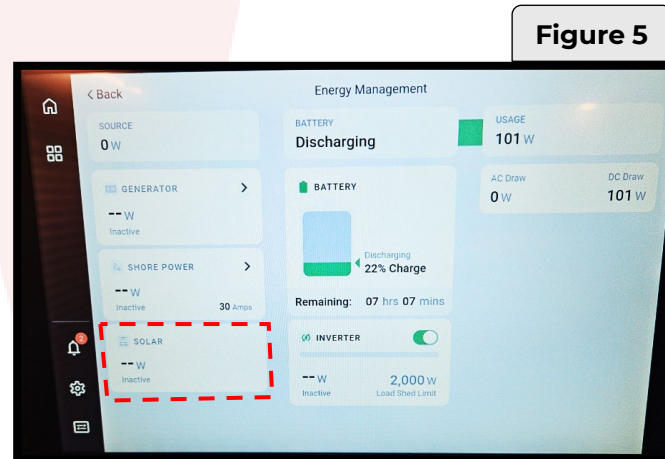 Figure 5
< Back
Energy Management
SOURCE
0 W
BATTERY
Discharging
USAGE
101 W
GENERATOR >
-- W
Inactive
BATTERY
Discharging
22% Charge
Remaining: 07 hrs 07 mins
AC Draw DC Draw
0 W 101 W
SHORE POWER >
-- W
Inactive 30 Amps
SOLAR
-- W
Inactive
INVERTER
-- W 2,000 W
Inactive Load Shed Limit
2